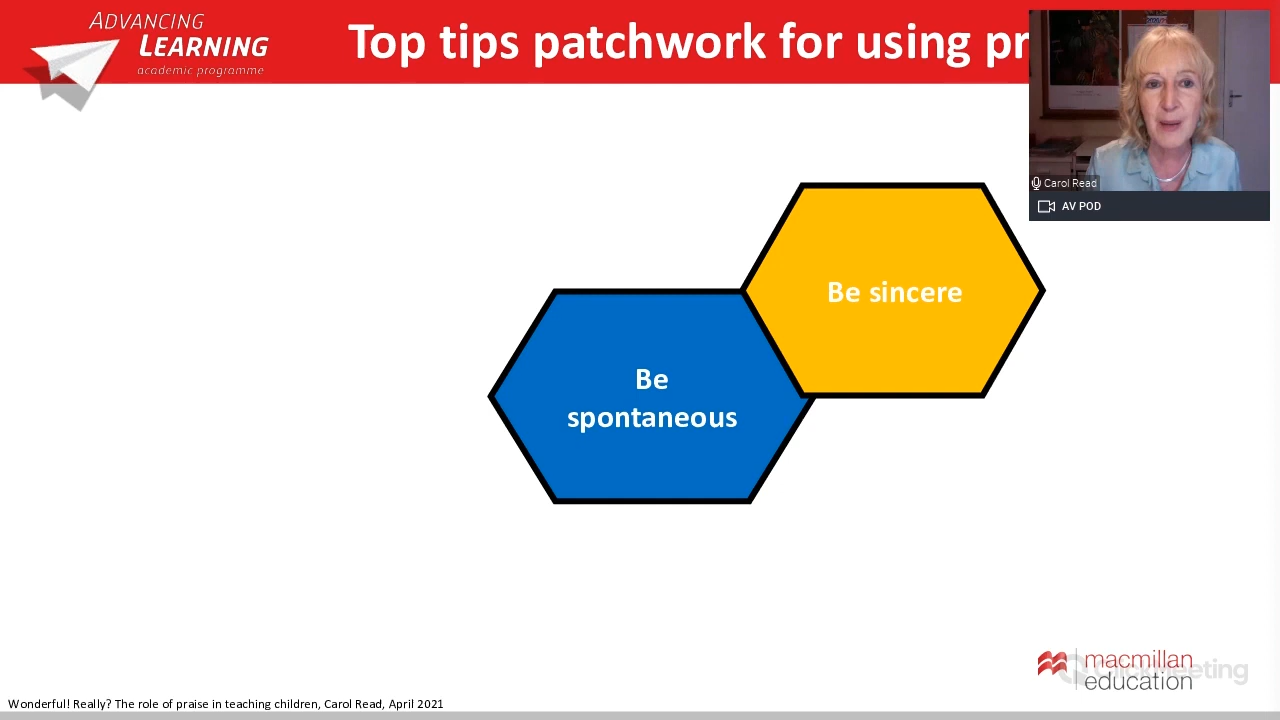 ADVANCING
LEARNING
academic programme
Top tips patchwork for using pr
Carol Read
AV POD
Be sincere
Be
spontaneous
macmillan
education
ClickMeeting
Wonderful! Really? The role of praise in teaching children, Carol Read, April 2021